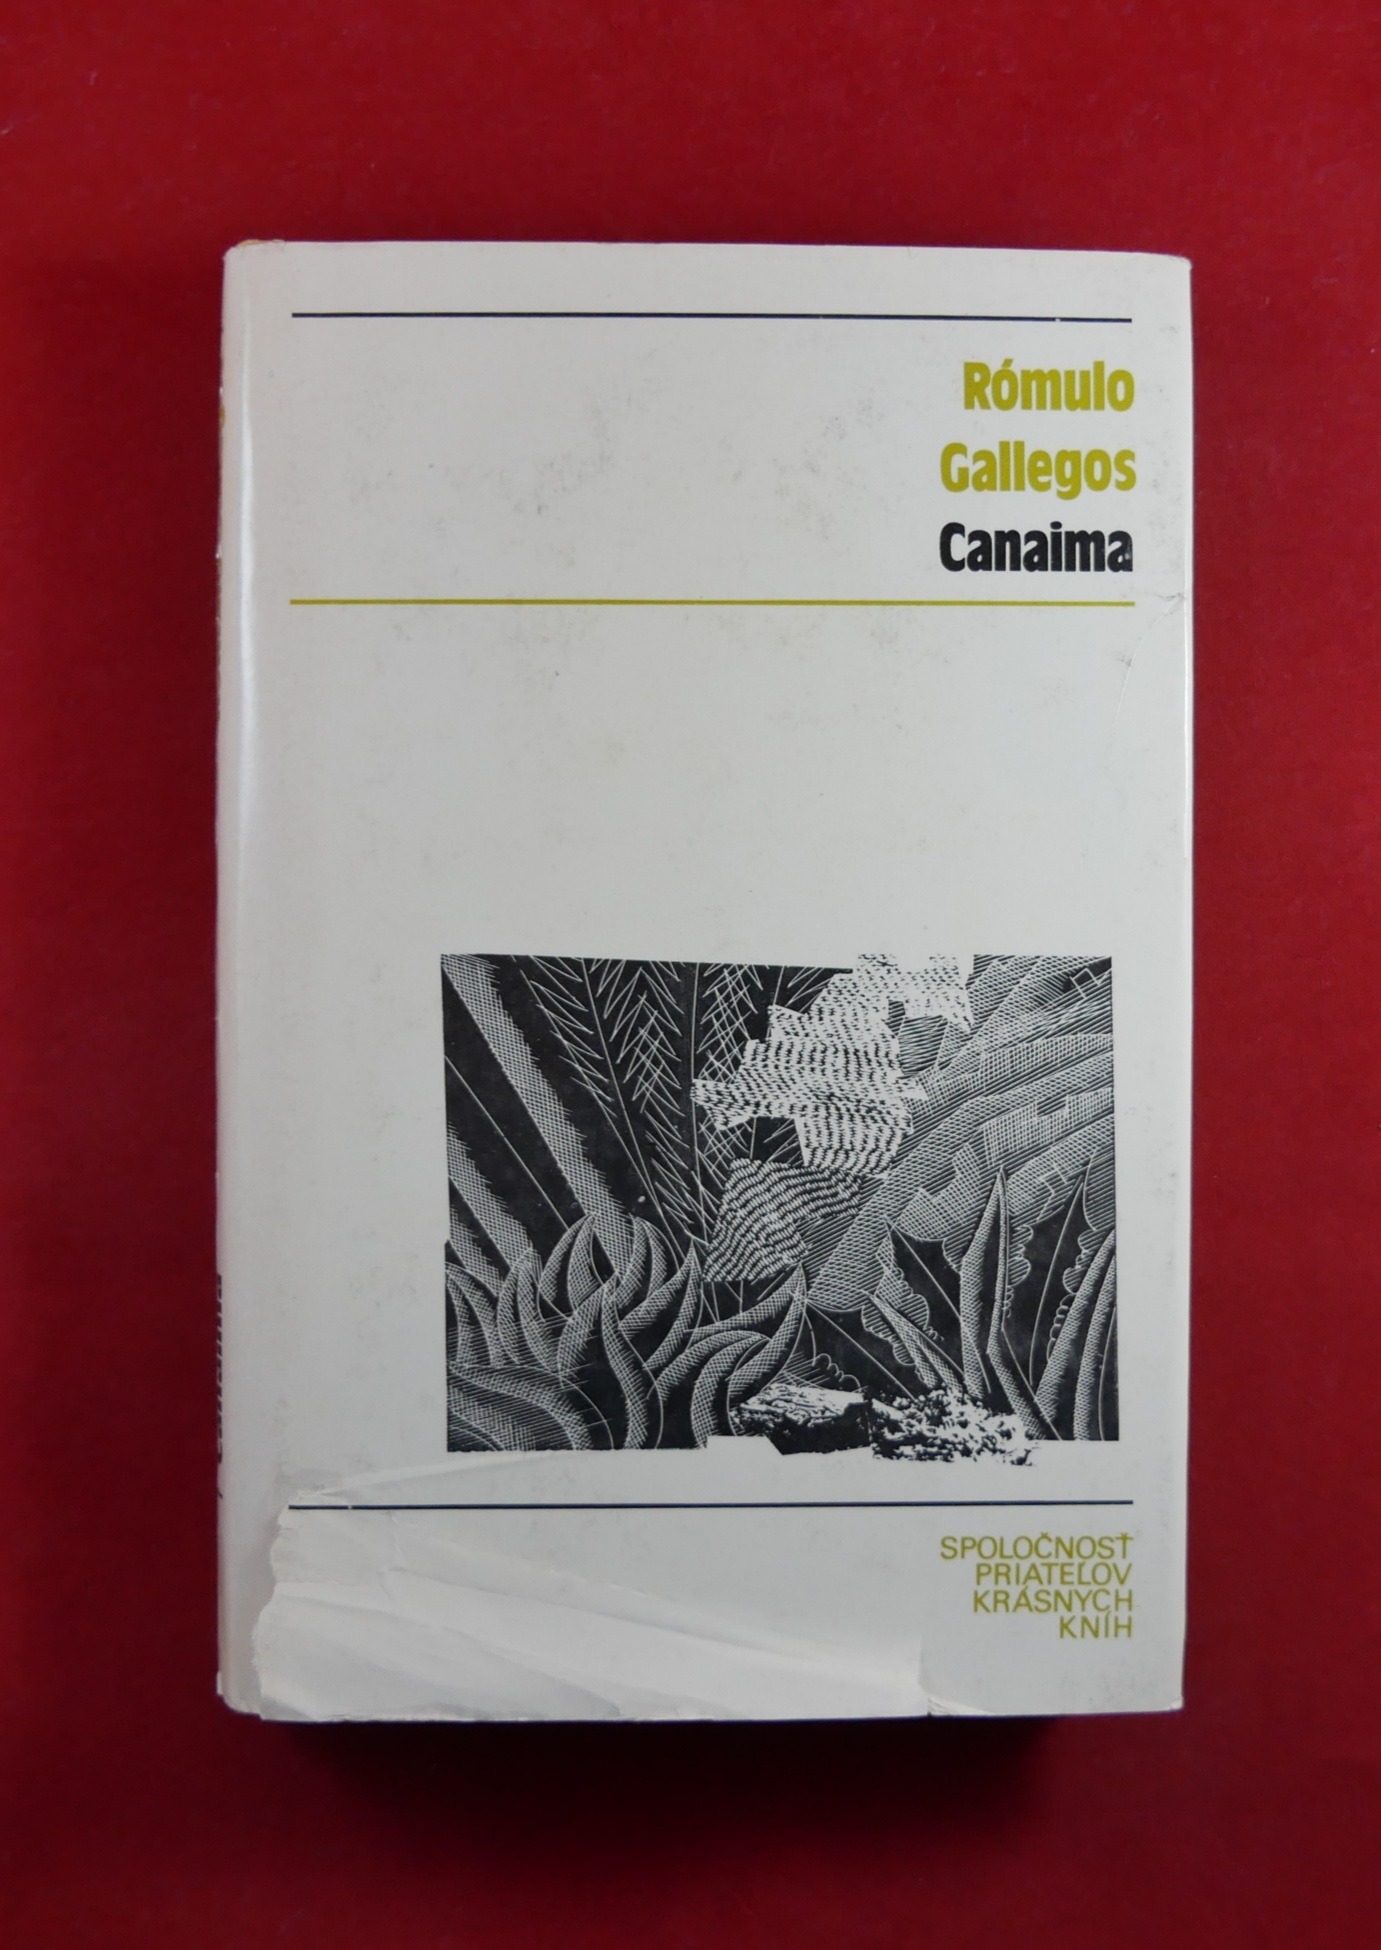 Rómulo
Gallegos
Canaima
SPOLOČNOSŤ
PRIATEĽOV
KRÁSNYCH
KNÍH